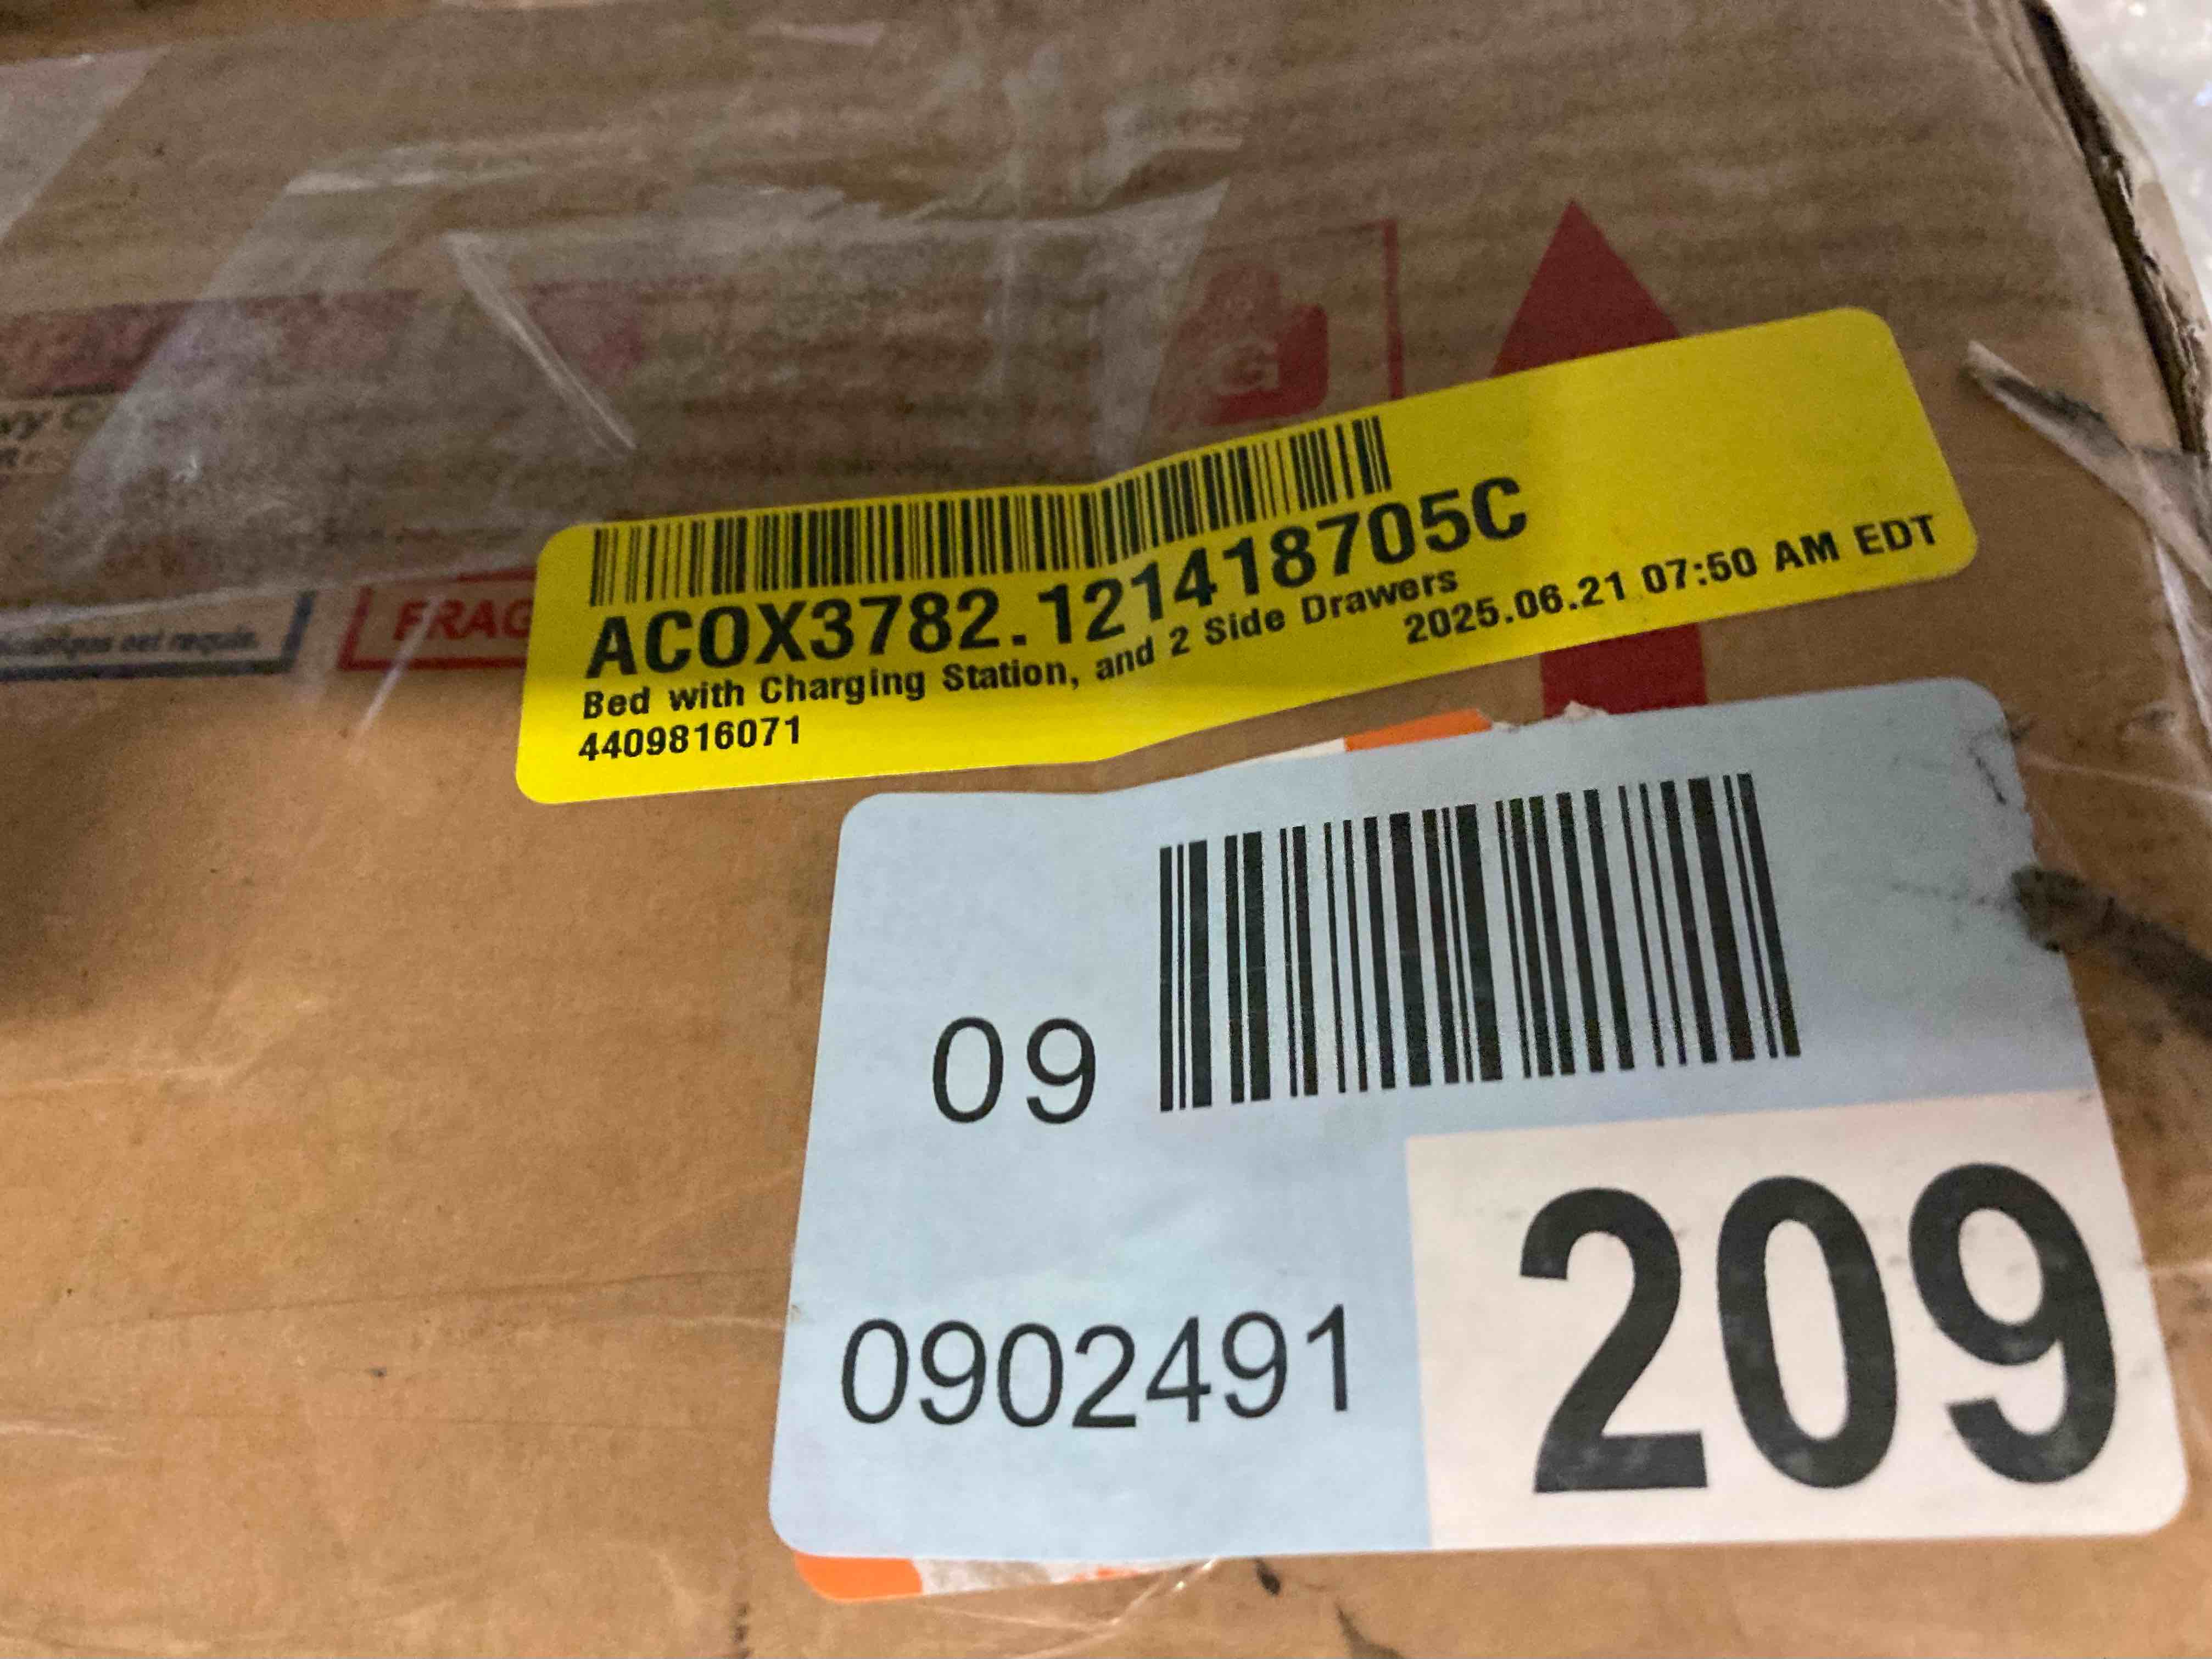 G
FRAG
ACOX3782.121418705C
Bed with Charging Station, and 2 Side Drawers
2025.06.21 07:50 AM EDT
4409816071
09
0902491
209